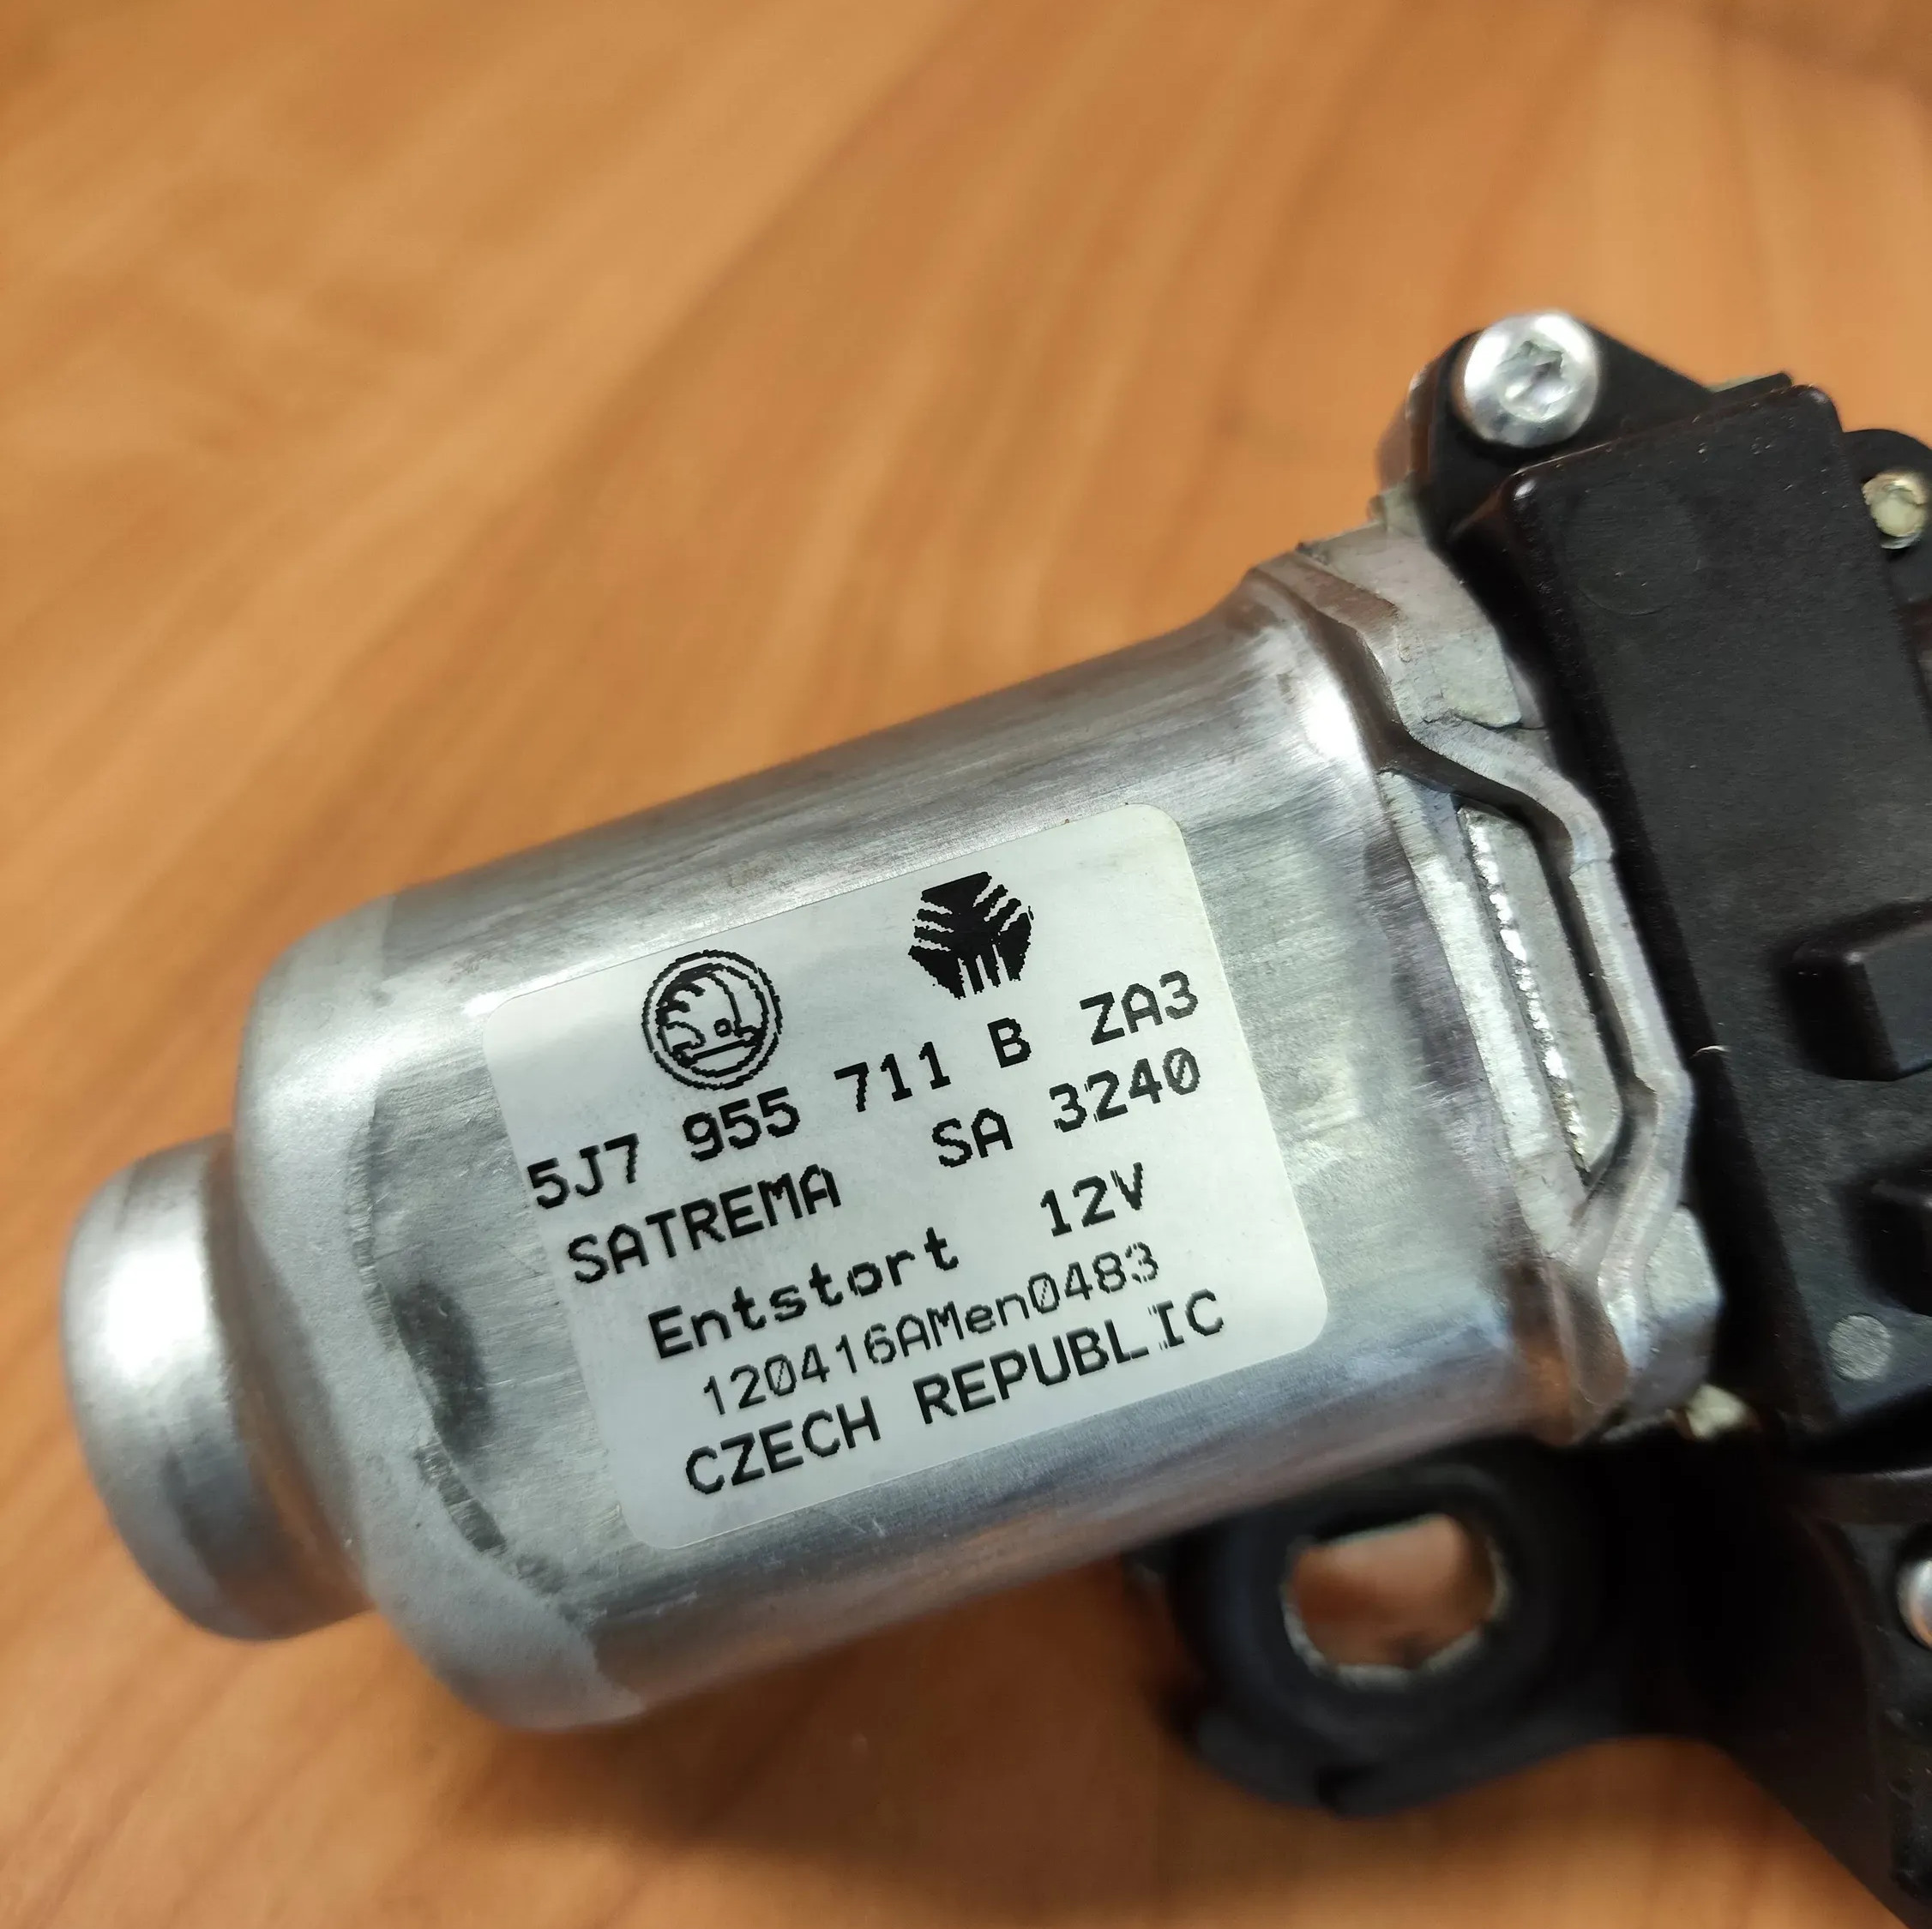 5J7 955 711 B ZA3
SATREMA SA 3240
Entstort 12V
120416AMen0483
CZECH REPUBLIC